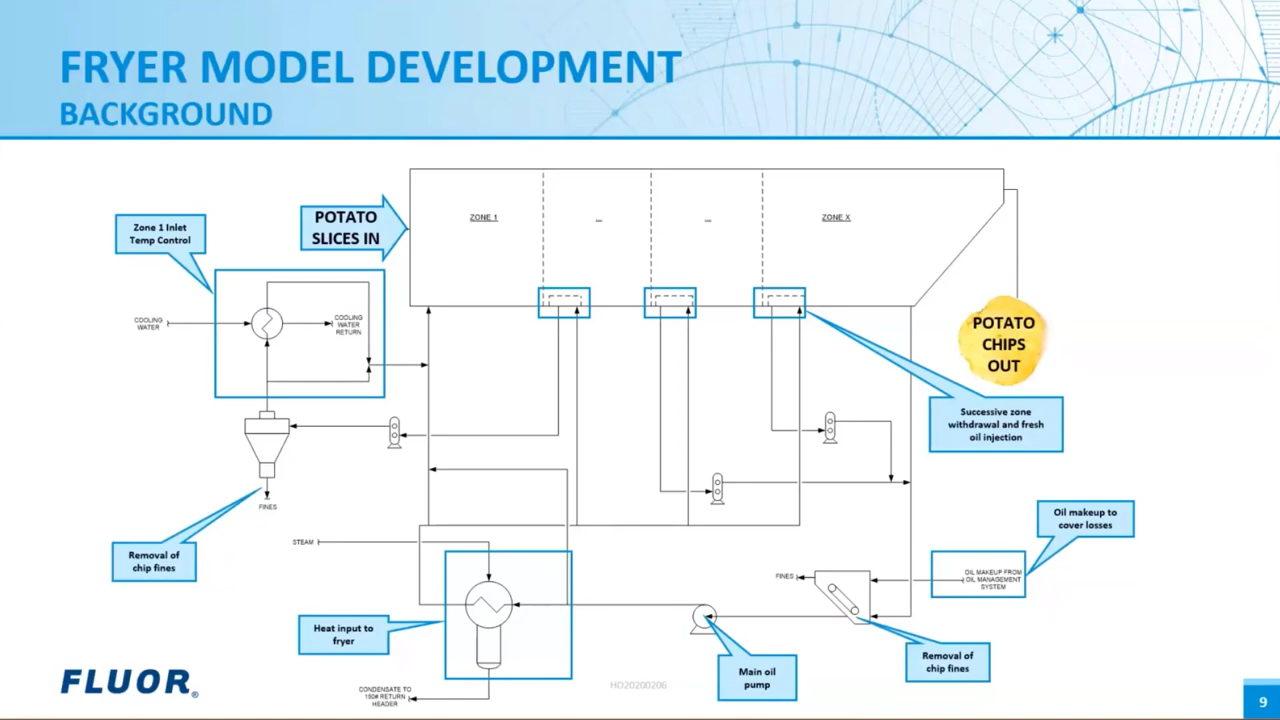 FRYER MODEL DEVELOPMENT
BACKGROUND
Zone 1 Inlet
Temp Control
POTATO
SLICES IN
ZONE 1
...
...
ZONE X
COOLING
WATER
COOLING
WATER
RETURN
POTATO
CHIPS
OUT
Successive zone
withdrawal and fresh
oil injection
FINES
Removal of
chip fines
STEAM
Oil makeup to
cover losses
FINES
OIL MAKEUP FROM
OIL MANAGEMENT
SYSTEM
Heat input to
fryer
Main oil
pump
Removal of
chip fines
CONDENSATE TO
150# RETURN
HEADER
FLUOR®
HO20200206
9